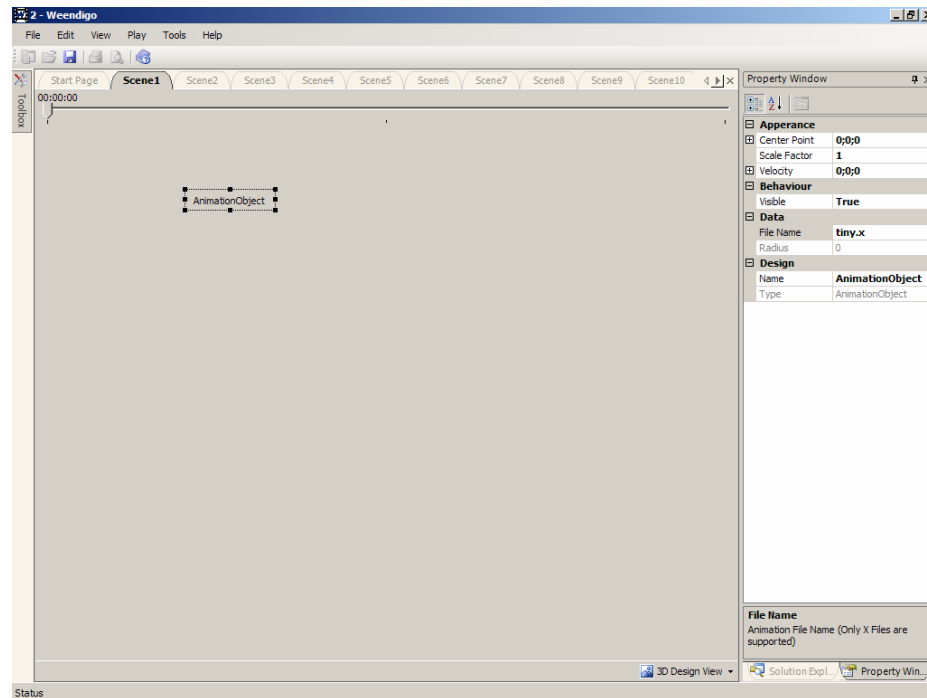 2 - Weendigo
File Edit View Play Tools Help
Start Page Scene1 Scene2 Scene3 Scene4 Scene5 Scene6 Scene7 Scene8 Scene9 Scene10
Toolbox
00:00:00
AnimationObject
Property Window
Apperance
Center Point 0;0;0
Scale Factor 1
Velocity 0;0;0
Behaviour
Visible True
Data
File Name tiny.x
Radius 0
Design
Name AnimationObject
Type AnimationObject
File Name
Animation File Name (Only X Files are
supported)
3D Design View
Solution Expl... Property Win...
Status